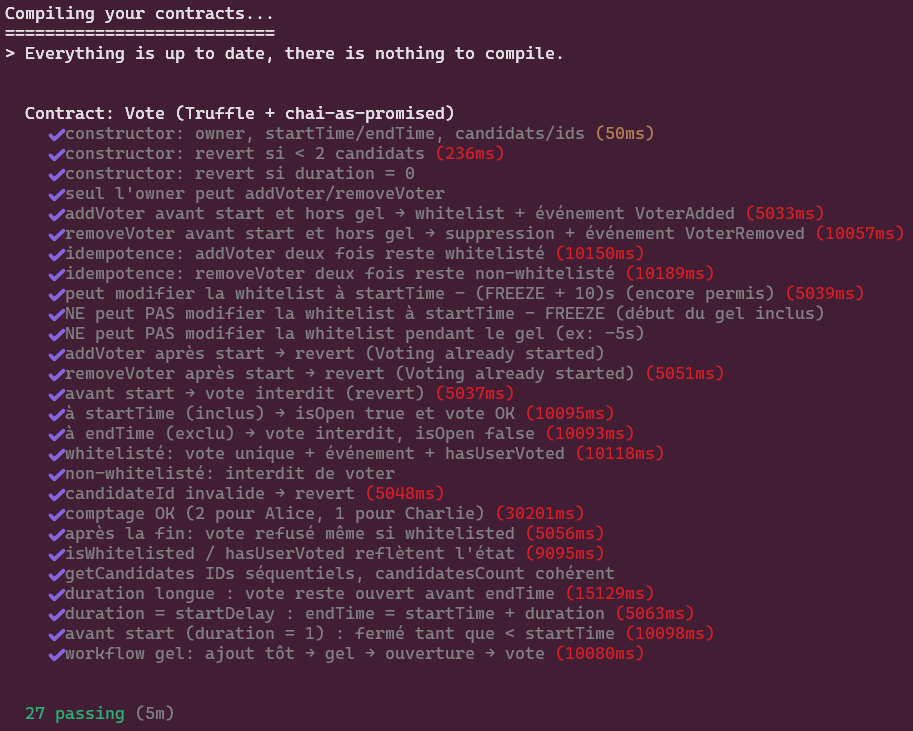 Compiling your contracts...
===========================
> Everything is up to date, there is nothing to compile.
Contract: Vote (Truffle + chai-as-promised)
✔constructor: owner, startTime/endTime, candidats/ids (50ms)
✔constructor: revert si < 2 candidats (236ms)
✔constructor: revert si duration = 0
✔seul l'owner peut addVoter/removeVoter
✔addVoter avant start et hors gel → whitelist + événement VoterAdded (5033ms)
✔removeVoter avant start et hors gel → suppression + événement VoterRemoved (10057ms)
✔idempotence: addVoter deux fois reste whitelisté (10150ms)
✔idempotence: removeVoter deux fois reste non-whitelisté (10189ms)
✔peut modifier la whitelist à startTime - (FREEZE + 10)s (encore permis) (5039ms)
✔NE peut PAS modifier la whitelist à startTime - FREEZE (début du gel inclus)
✔NE peut PAS modifier la whitelist pendant le gel (ex: -5s)
✔addVoter après start → revert (Voting already started)
✔removeVoter après start → revert (Voting already started) (5051ms)
✔avant start → vote interdit (revert) (5037ms)
✔à startTime (inclus) → isOpen true et vote OK (10095ms)
✔à endTime (exclu) → vote interdit, isOpen false (10093ms)
✔whitelisté: vote unique + événement + hasUserVoted (10118ms)
✔non-whitelisté: interdit de voter
✔candidateId invalide → revert (5048ms)
✔comptage OK (2 pour Alice, 1 pour Charlie) (30201ms)
✔après la fin: vote refusé même si whitelisted (5056ms)
✔isWhitelisted / hasUserVoted reflètent l'état (9095ms)
✔getCandidates IDs séquentiels, candidatesCount cohérent
✔duration longue : vote reste ouvert avant endTime (15129ms)
✔duration = startDelay : endTime = startTime + duration (5063ms)
✔avant start (duration = 1) : fermé tant que < startTime (10098ms)
✔workflow gel: ajout tôt → gel → ouverture → vote (10080ms)
27 passing (5m)